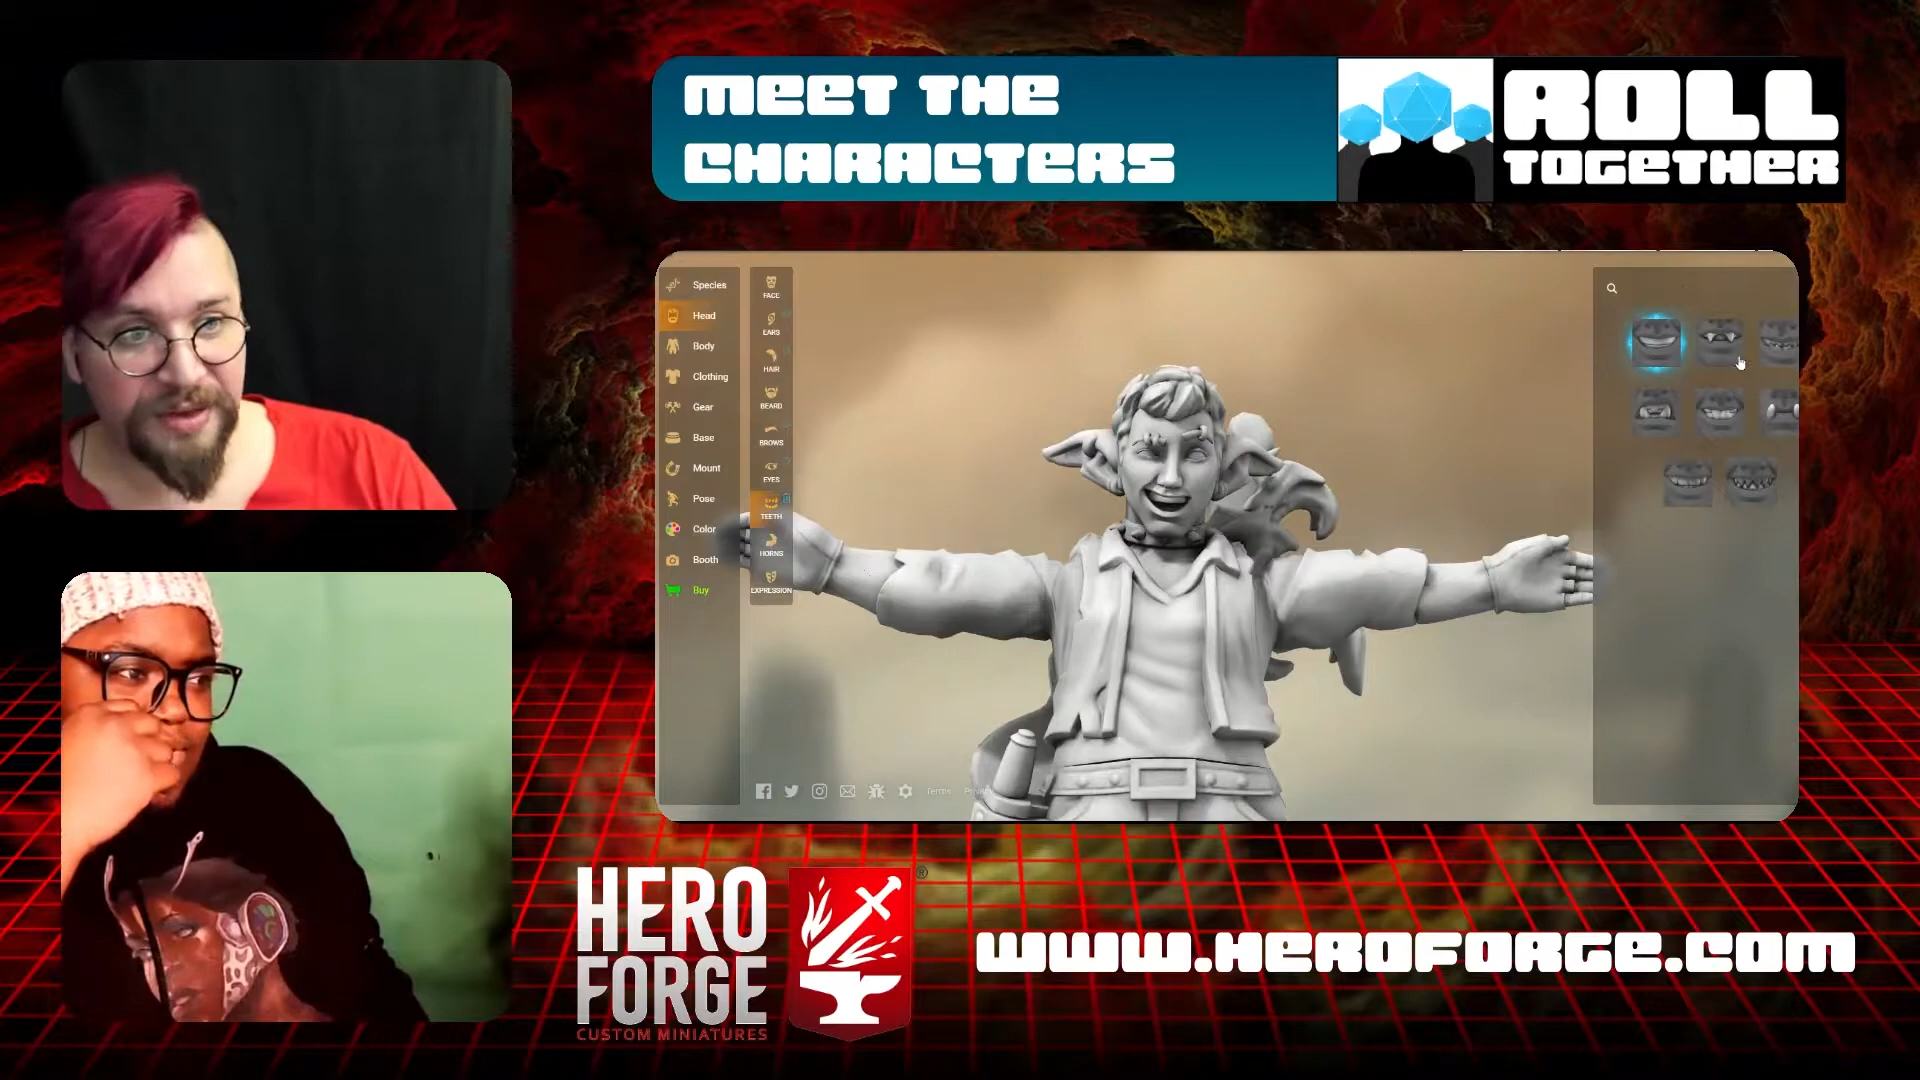 MEET THE
CHARACTERS
ROLL
TOGETHER
Species
Head
Body
Clothing
Gear
Base
Mount
Pose
Color
Booth
Buy
FACE
EARS
HAIR
BEARD
BROWS
EYES
TEETH
HORNS
EXPRESSION
Terms
HERO
FORGE
CUSTOM MINIATURES
®
WWW.HEROFORGE.COM